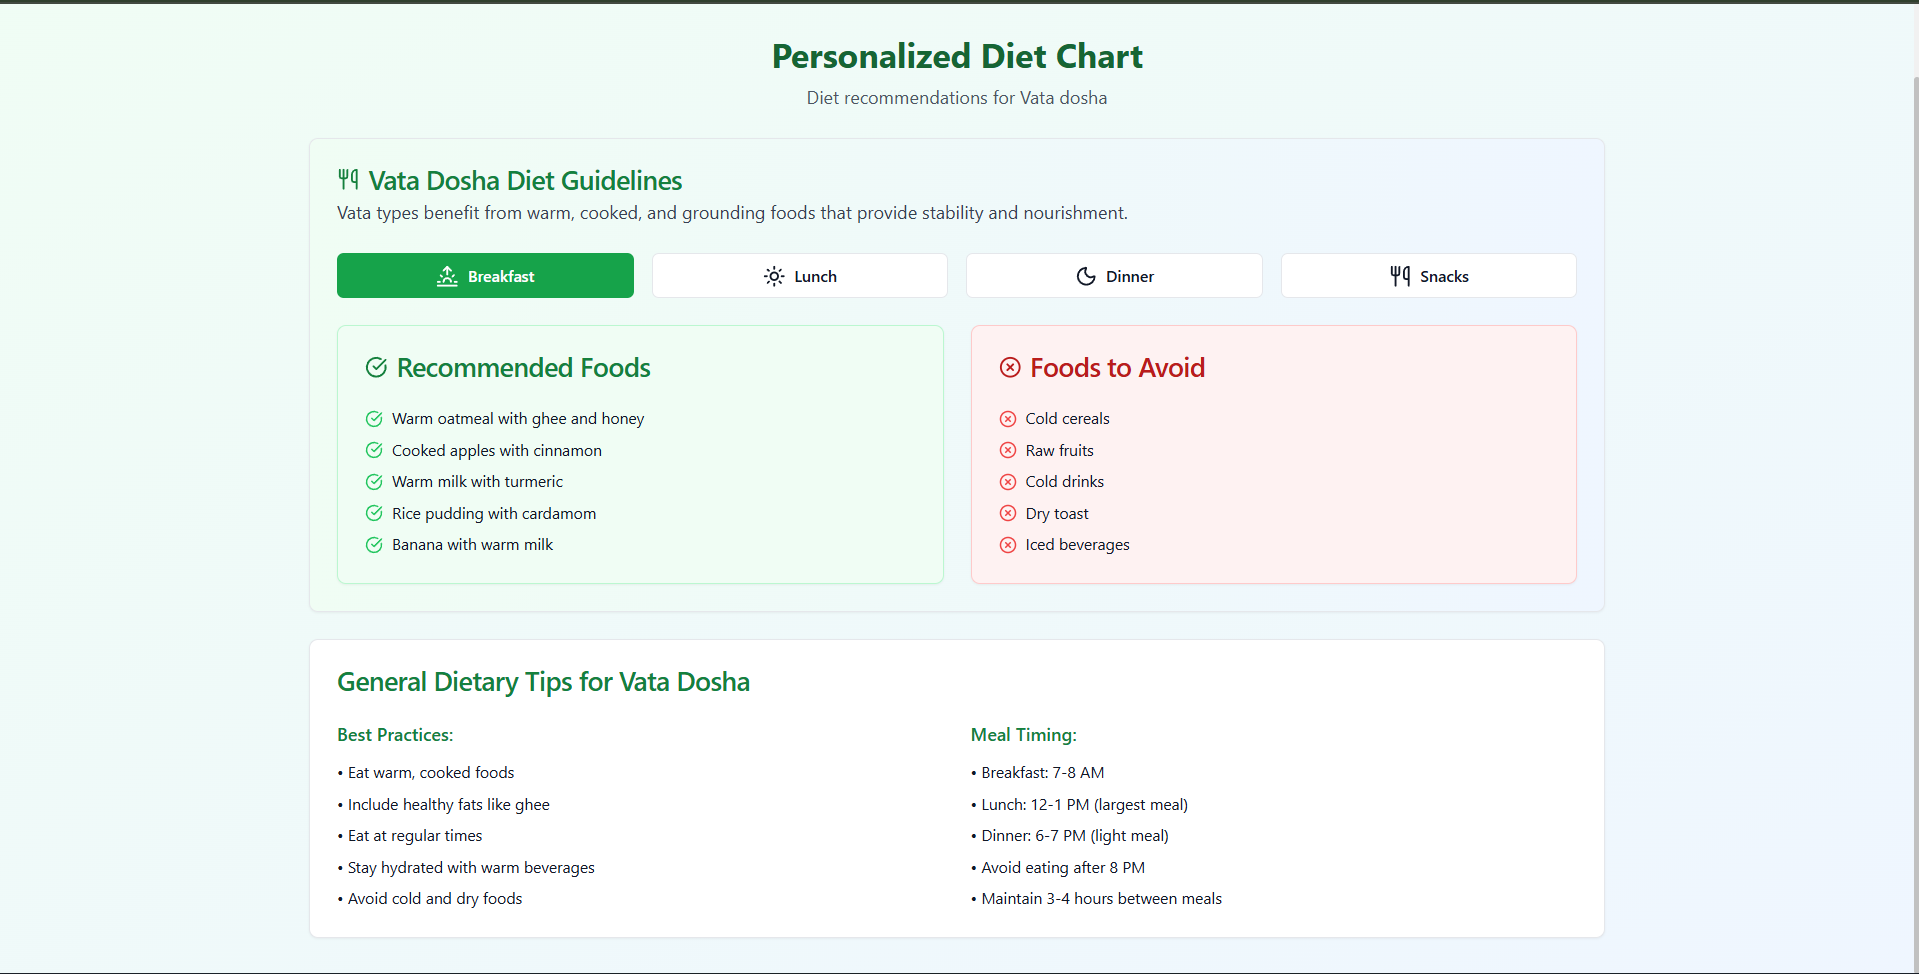 Personalized Diet Chart
Diet recommendations for Vata dosha
Vata Dosha Diet Guidelines
Vata types benefit from warm, cooked, and grounding foods that provide stability and nourishment.
Breakfast
Lunch
Dinner
Snacks
Recommended Foods
Warm oatmeal with ghee and honey
Cooked apples with cinnamon
Warm milk with turmeric
Rice pudding with cardamom
Banana with warm milk
Foods to Avoid
Cold cereals
Raw fruits
Cold drinks
Dry toast
Iced beverages
General Dietary Tips for Vata Dosha
Best Practices:
• Eat warm, cooked foods
• Include healthy fats like ghee
• Eat at regular times
• Stay hydrated with warm beverages
• Avoid cold and dry foods
Meal Timing:
• Breakfast: 7-8 AM
• Lunch: 12-1 PM (largest meal)
• Dinner: 6-7 PM (light meal)
• Avoid eating after 8 PM
• Maintain 3-4 hours between meals